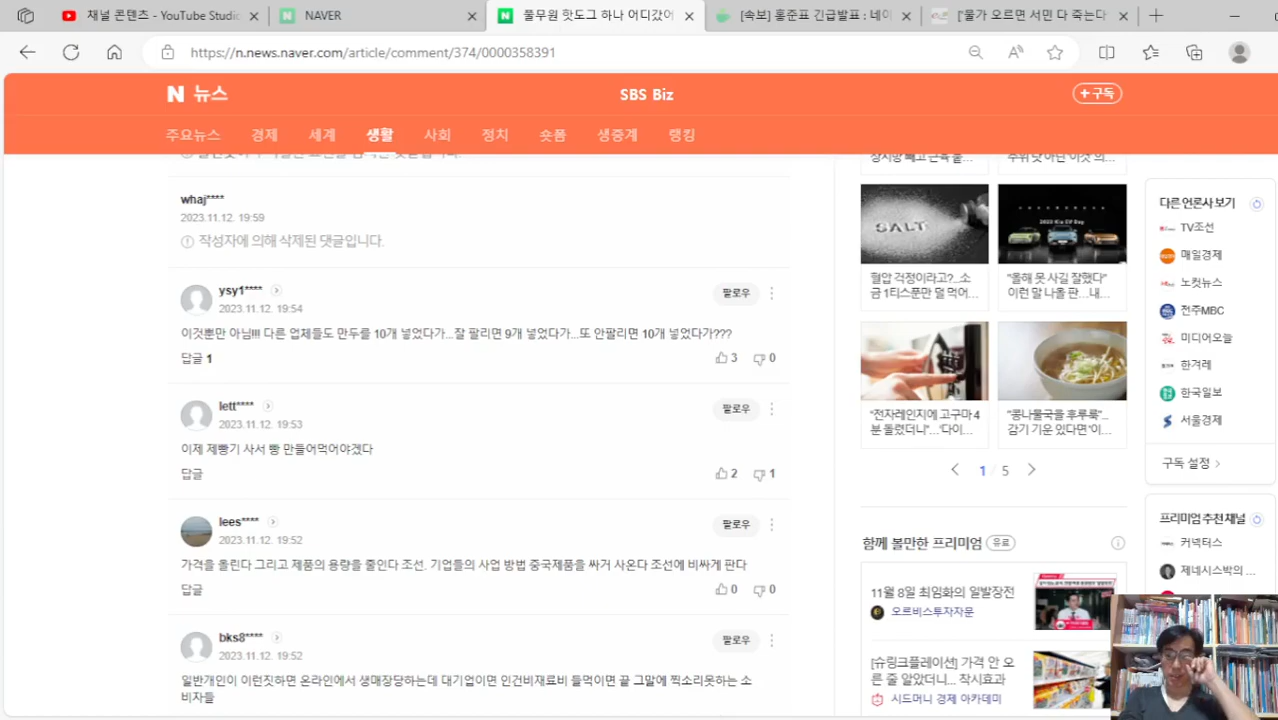 채널 콘텐츠 - YouTube Studio
NAVER
풀무원 핫도그 하나 어디갔어
[속보] 홍준표 긴급발표 : 네이
["물가 오르면 서민 다 죽는다"
https://n.news.naver.com/article/comment/374/0000358391
N 뉴스
SBS Biz
+ 구독
주요뉴스 경제 세계 생활 사회 정치 숏폼 생중계 랭킹
whaj****
2023.11.12. 19:59
작성자에 의해 삭제된 댓글입니다.
ysy1****
팔로우
2023.11.12. 19:54
이것뿐만 아님!!! 다른 업체들도 만두를 10개 넣었다가...잘 팔리면 9개 넣었다가...또 안팔리면 10개 넣었다가???
답글 1
3 0
lett****
팔로우
2023.11.12. 19:53
이제 제빵기 사서 빵 만들어먹어야겠다
답글
2 1
lees****
팔로우
2023.11.12. 19:52
가격을 올린다 그리고 제품의 용량을 줄인다 조선. 기업들의 사업 방법 중국제품을 싸거 사온다 조선에 비싸게 판다
답글
0 0
bks8****
팔로우
2023.11.12. 19:52
일반개인이 이런짓하면 온라인에서 생매장당하는데 대기업이면 인건비재료비 들먹이면 끝 그말에 찍소리못하는 소
비자들
SALT
2023 Kia EV Day
혈압 걱정이라고?...소
금 1티스푼만 덜 먹어...
"올해 못 사길 잘했다"
이런 말 나올 판...내...
"전자레인지에 고구마 4
분 돌렸더니"...'다이...
"콩나물국을 후루룩"...
감기 기운 있다면 '이...
1 / 5
함께 볼만한 프리미엄 유료
11월 8일 최임화의 일발장전
오르비스투자자문
[슈링크플레이션] 가격 안 오
른 줄 알았더니... 착시효과
시드머니 경제 아카데미
다른 언론사 보기
TV조선
매일경제
노컷뉴스
전주MBC
미디어오늘
한겨레
한국일보
서울경제
구독 설정
프리미엄 추천 채널
커넥터스
제네시스박의 ...